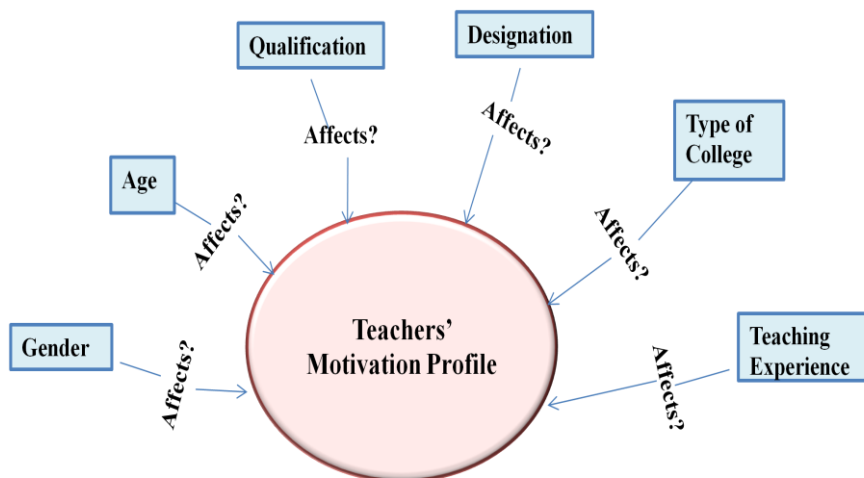 Qualification
Designation
Affects?
Affects?
Type of
College
Age
Affects?
Affects?
Teachers’
Motivation Profile
Gender
Affects?
Teaching
Experience
Affects?